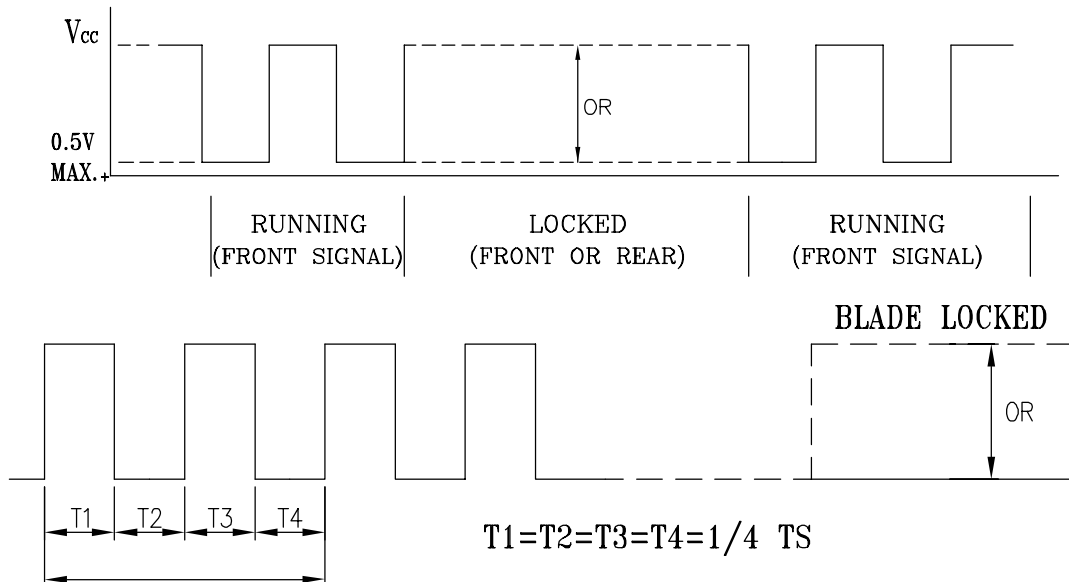 Vcc
OR
0.5V
MAX.
RUNNING
(FRONT SIGNAL)
LOCKED
(FRONT OR REAR)
RUNNING
(FRONT SIGNAL)
BLADE LOCKED
OR
T1 T2 T3 T4
T1=T2=T3=T4=1/4 TS